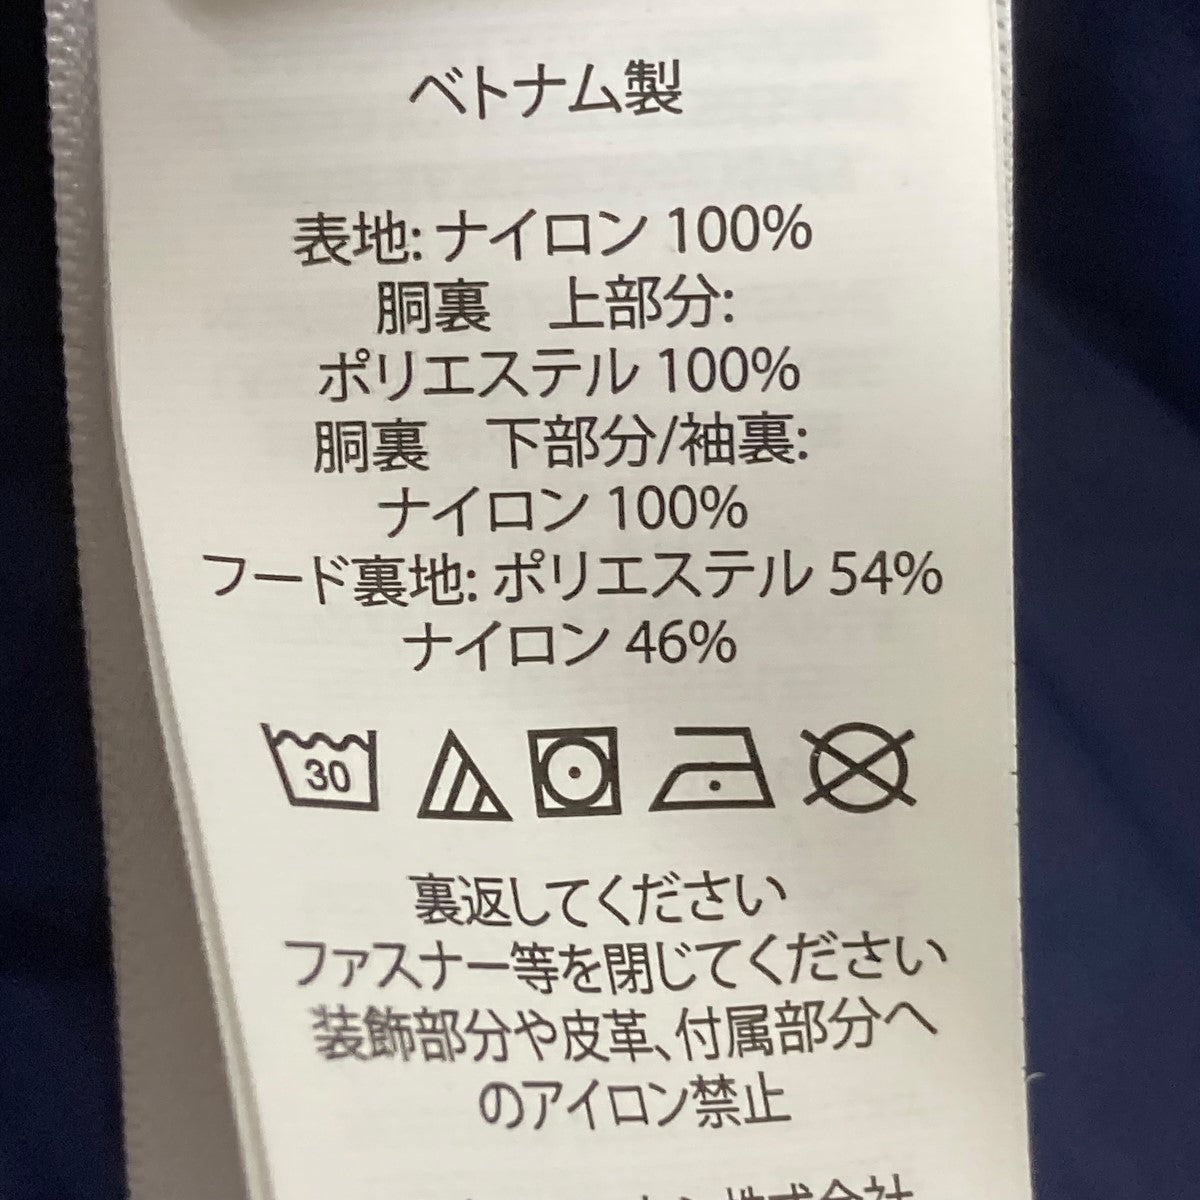 ベトナム製
表地: ナイロン 100%
胴裏　上部分:
ポリエステル 100%
胴裏　下部分/袖裏:
ナイロン 100%
フード裏地: ポリエステル 54%
ナイロン 46%
30
裏返してください
ファスナー等を閉じてください
装飾部分や皮革、付属部分へ
のアイロン禁止
株式会社